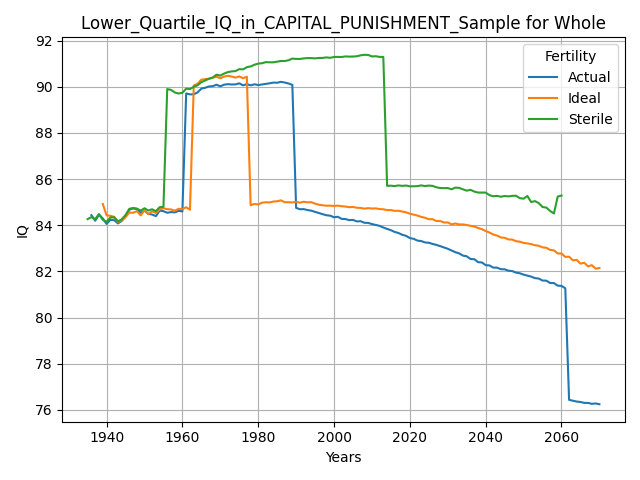 Lower_Quartile_IQ_in_CAPITAL_PUNISHMENT_Sample for Whole
92
90
88
86
84
82
80
78
76
IQ
Fertility
Actual
Ideal
Sterile
1940 1960 1980 2000 2020 2040 2060
Years